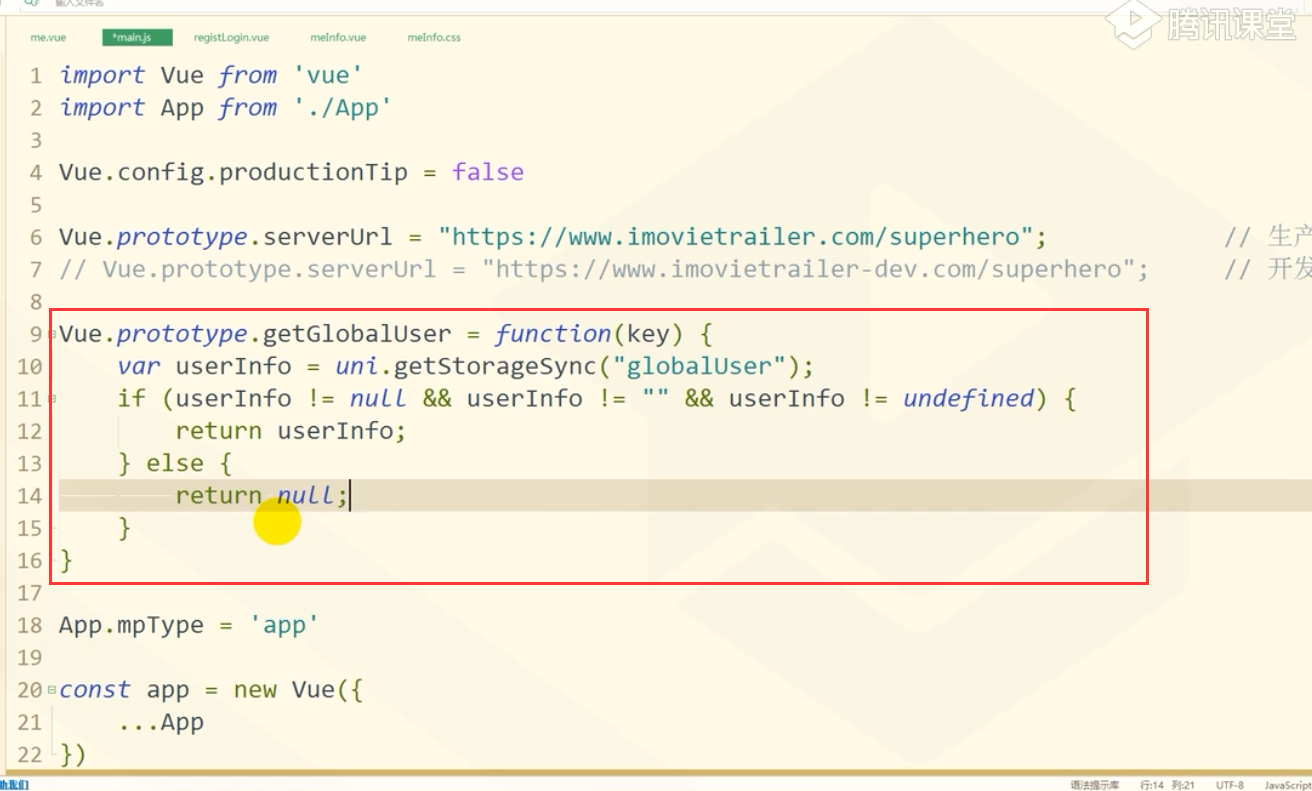 输入文件名
腾讯课堂
me.vue *main.js registLogin.vue meInfo.vue meInfo.css
1 import Vue from 'vue'
2 import App from './App'
3
4 Vue.config.productionTip = false
5
6 Vue.prototype.serverUrl = "https://www.imovietrailer.com/superhero"; // 生产
7 // Vue.prototype.serverUrl = "https://www.imovietrailer-dev.com/superhero"; // 开发
8
9 Vue.prototype.getGlobalUser = function(key) {
10 var userInfo = uni.getStorageSync("globalUser");
11 if (userInfo != null && userInfo != "" && userInfo != undefined) {
12 return userInfo;
13 } else {
14 return null;
15 }
16 }
17
18 App.mpType = 'app'
19
20 const app = new Vue({
21 ...App
22 })
助我们 语法提示库 行:14 列:21 UTF-8 JavaScript